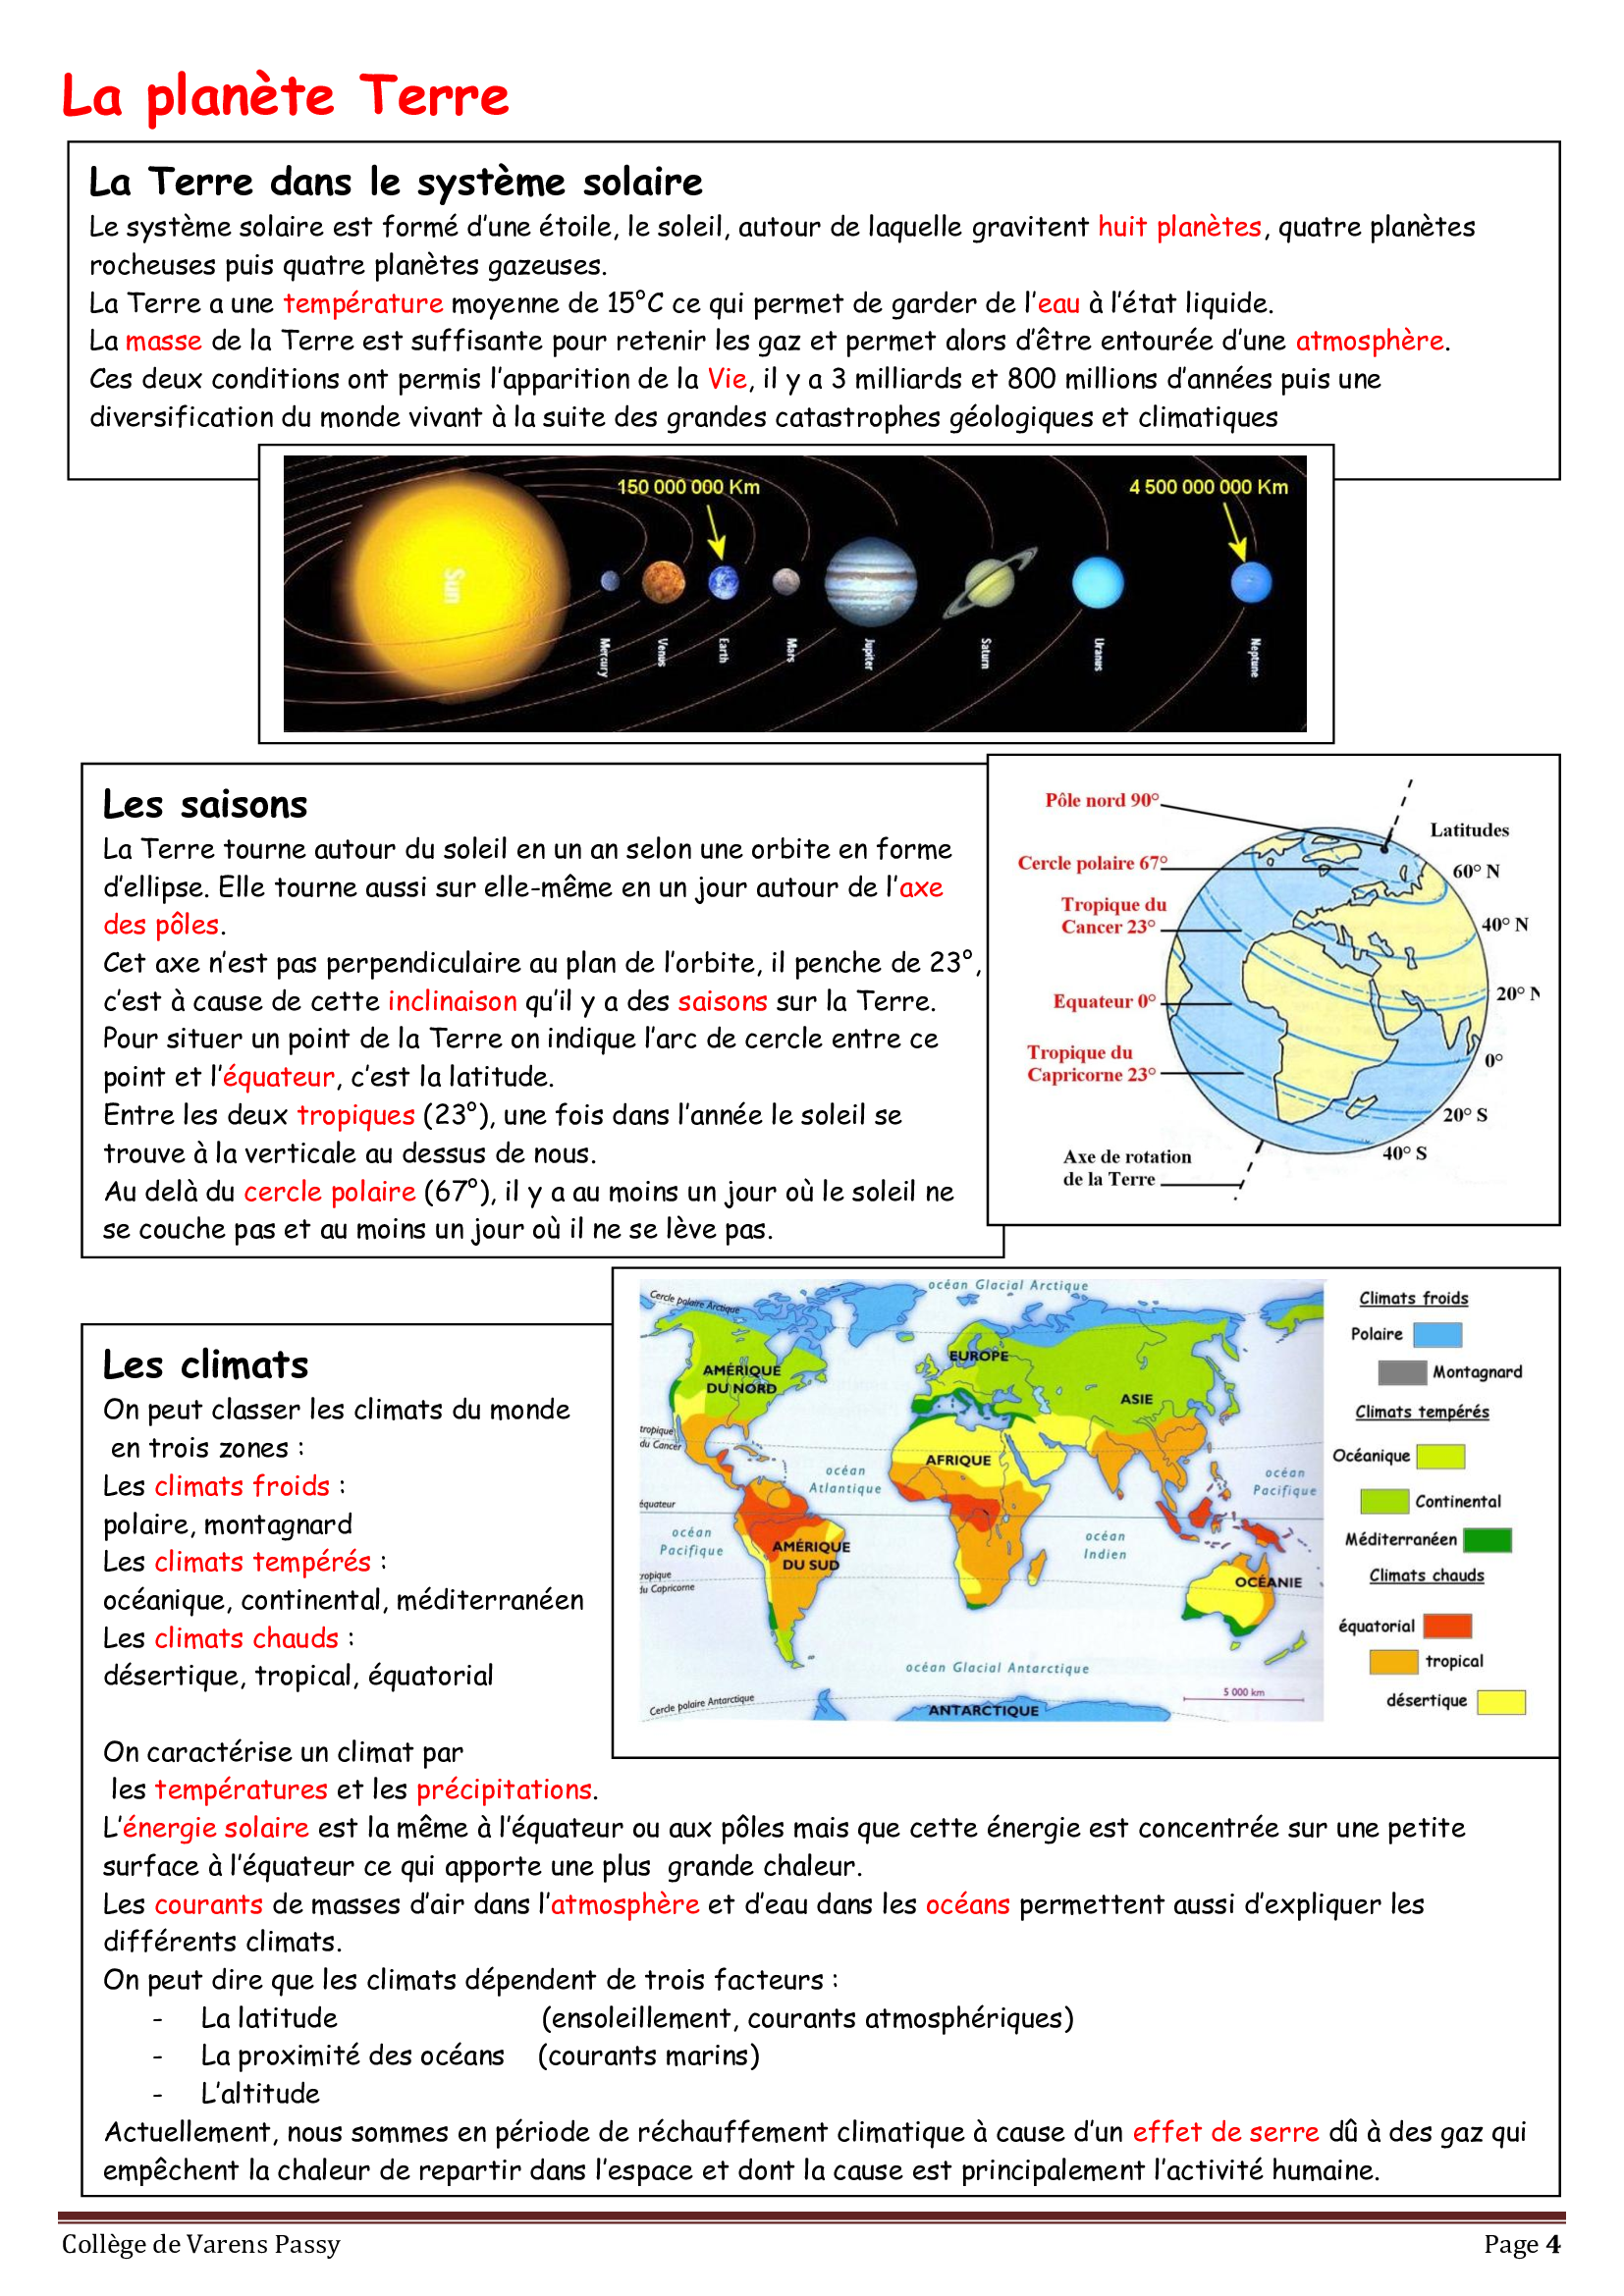 La planète Terre
La Terre dans le système solaire
Le système solaire est formé d’une étoile, le soleil, autour de laquelle gravitent huit planètes, quatre planètes
rocheuses puis quatre planètes gazeuses.
La Terre a une température moyenne de 15°C ce qui permet de garder de l’eau à l’état liquide.
La masse de la Terre est suffisante pour retenir les gaz et permet alors d’être entourée d’une atmosphère.
Ces deux conditions ont permis l’apparition de la Vie, il y a 3 milliards et 800 millions d’années puis une
diversification du monde vivant à la suite des grandes catastrophes géologiques et climatiques
150 000 000 Km
4 500 000 000 Km
Sun
Mercury
Venus
Earth
Mars
Jupiter
Saturn
Uranus
Neptune
Les saisons
La Terre tourne autour du soleil en un an selon une orbite en forme
d’ellipse. Elle tourne aussi sur elle-même en un jour autour de l’axe
des pôles.
Cet axe n’est pas perpendiculaire au plan de l’orbite, il penche de 23°,
c’est à cause de cette inclinaison qu’il y a des saisons sur la Terre.
Pour situer un point de la Terre on indique l’arc de cercle entre ce
point et l’équateur, c’est la latitude.
Entre les deux tropiques (23°), une fois dans l’année le soleil se
trouve à la verticale au dessus de nous.
Au delà du cercle polaire (67°), il y a au moins un jour où le soleil ne
se couche pas et au moins un jour où il ne se lève pas.
Pôle nord 90°
Latitudes
Cercle polaire 67°
60° N
Tropique du
Cancer 23°
40° N
Equateur 0°
20° N
Tropique du
Capricorne 23°
0°
20° S
40° S
Axe de rotation
de la Terre
Les climats
On peut classer les climats du monde
en trois zones :
Les climats froids :
polaire, montagnard
Les climats tempérés :
océanique, continental, méditerranéen
Les climats chauds :
désertique, tropical, équatorial
océan Glacial Arctique
Cercle polaire Arctique
EUROPE
AMÉRIQUE
DU NORD
ASIE
tropique
du Cancer
AFRIQUE
océan
Atlantique
océan
Pacifique
équateur
océan
Pacifique
océan
Indien
AMÉRIQUE
DU SUD
tropique
du Capricorne
OCÉANIE
océan Glacial Antarctique
Cercle polaire Antarctique
5 000 km
ANTARCTIQUE
Climats froids
Polaire
Montagnard
Climats tempérés
Océanique
Continental
Méditerranéen
Climats chauds
équatorial
tropical
désertique
On caractérise un climat par
les températures et les précipitations.
L’énergie solaire est la même à l’équateur ou aux pôles mais que cette énergie est concentrée sur une petite
surface à l’équateur ce qui apporte une plus grande chaleur.
Les courants de masses d’air dans l’atmosphère et d’eau dans les océans permettent aussi d’expliquer les
différents climats.
On peut dire que les climats dépendent de trois facteurs :
- La latitude (ensoleillement, courants atmosphériques)
- La proximité des océans (courants marins)
- L’altitude
Actuellement, nous sommes en période de réchauffement climatique à cause d’un effet de serre dû à des gaz qui
empêchent la chaleur de repartir dans l’espace et dont la cause est principalement l’activité humaine.
Collège de Varens Passy
Page 4